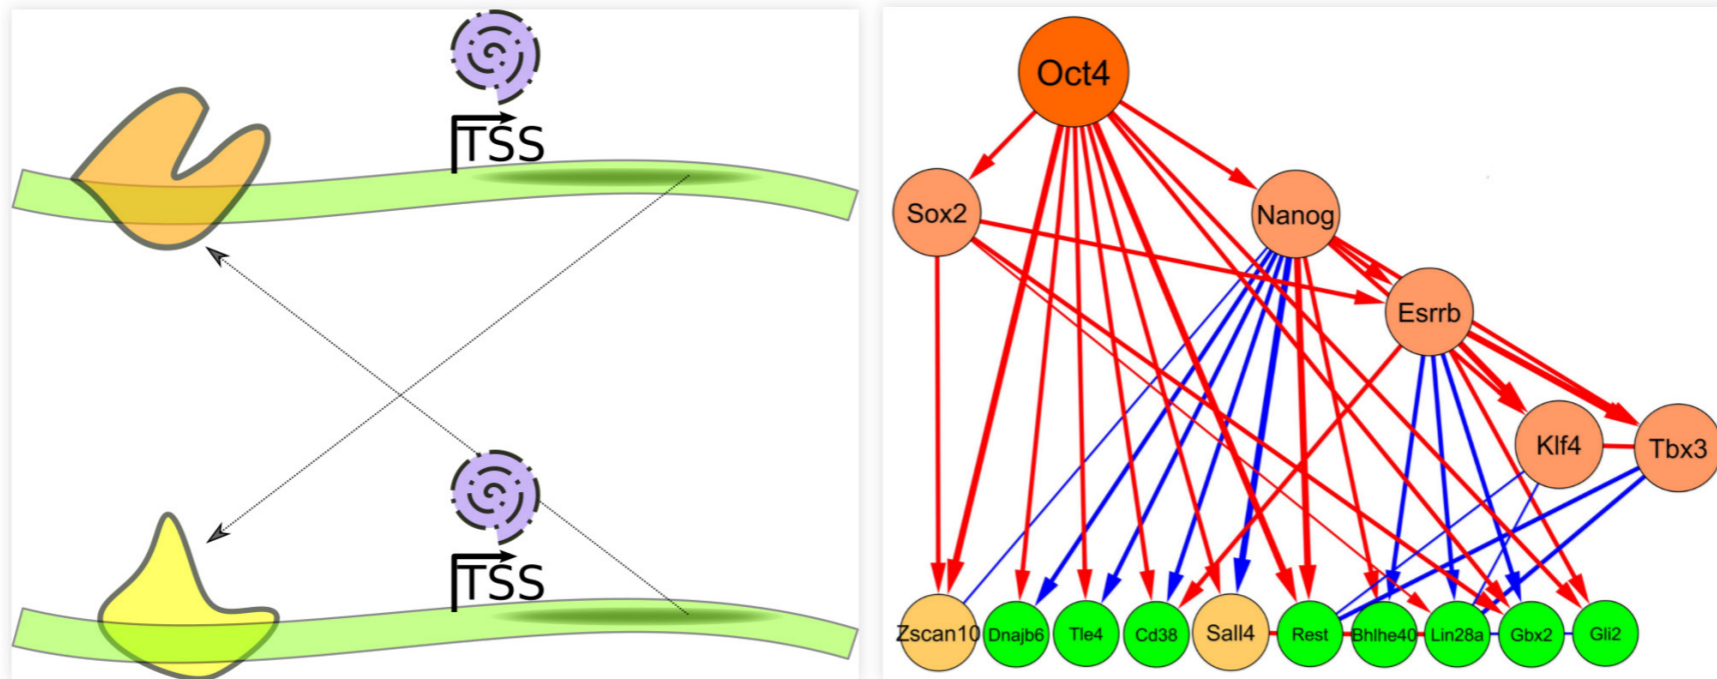 TSS
TSS
Oct4
Sox2
Nanog
Esrrb
Klf4
Tbx3
Zscan10
Dnajb6
Tle4
Cd38
Sall4
Rest
Bhlhe40
Lin28a
Gbx2
Gli2